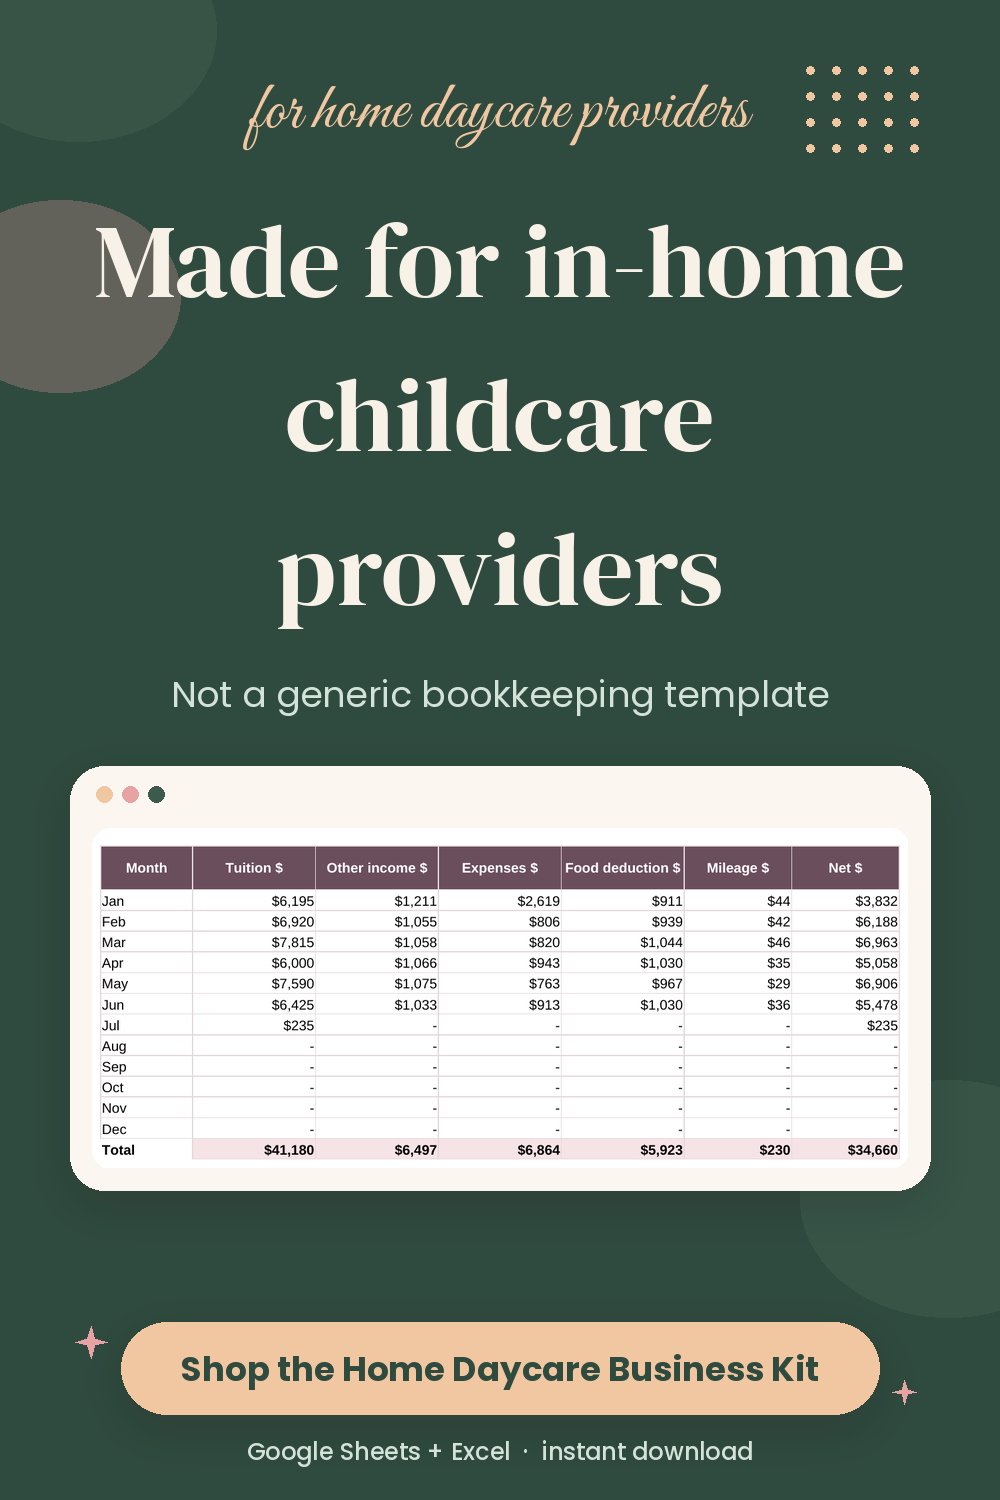 for home daycare providers
Made for in-home
childcare
providers
Not a generic bookkeeping template
Month Tuition $ Other income $ Expenses $ Food deduction $ Mileage $ Net $
Jan $6,195 $1,211 $2,619 $911 $44 $3,832
Feb $6,920 $1,055 $806 $939 $42 $6,188
Mar $7,815 $1,058 $820 $1,044 $46 $6,963
Apr $6,000 $1,066 $943 $1,030 $35 $5,058
May $7,590 $1,075 $763 $967 $29 $6,906
Jun $6,425 $1,033 $913 $1,030 $36 $5,478
Jul $235 - - - - $235
Aug - - - - - -
Sep - - - - - -
Oct - - - - - -
Nov - - - - - -
Dec - - - - - -
Total $41,180 $6,497 $6,864 $5,923 $230 $34,660
Shop the Home Daycare Business Kit
Google Sheets + Excel · instant download